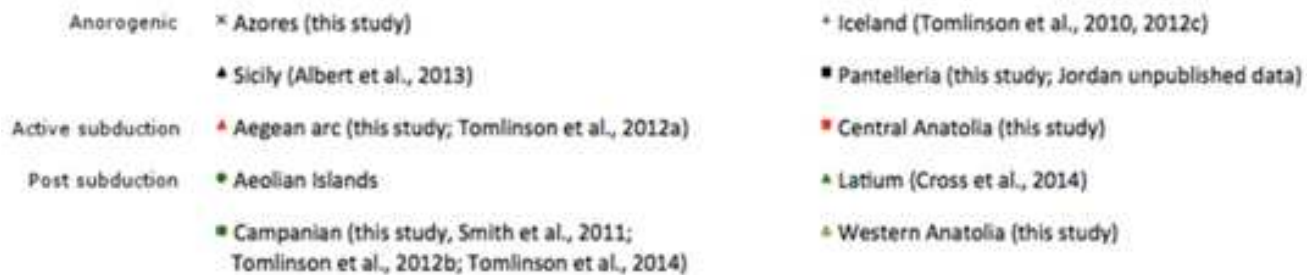 Anorogenic Azores (this study) Iceland (Tomlinson et al., 2010, 2012c)
Sicily (Albert et al., 2013) Pantelleria (this study; Jordan unpublished data)
Active subduction Aegean arc (this study; Tomlinson et al., 2012a) Central Anatolia (this study)
Post subduction Aeolian Islands Latium (Cross et al., 2014)
Campanian (this study, Smith et al., 2011; Western Anatolia (this study)
Tomlinson et al., 2012b; Tomlinson et al., 2014)